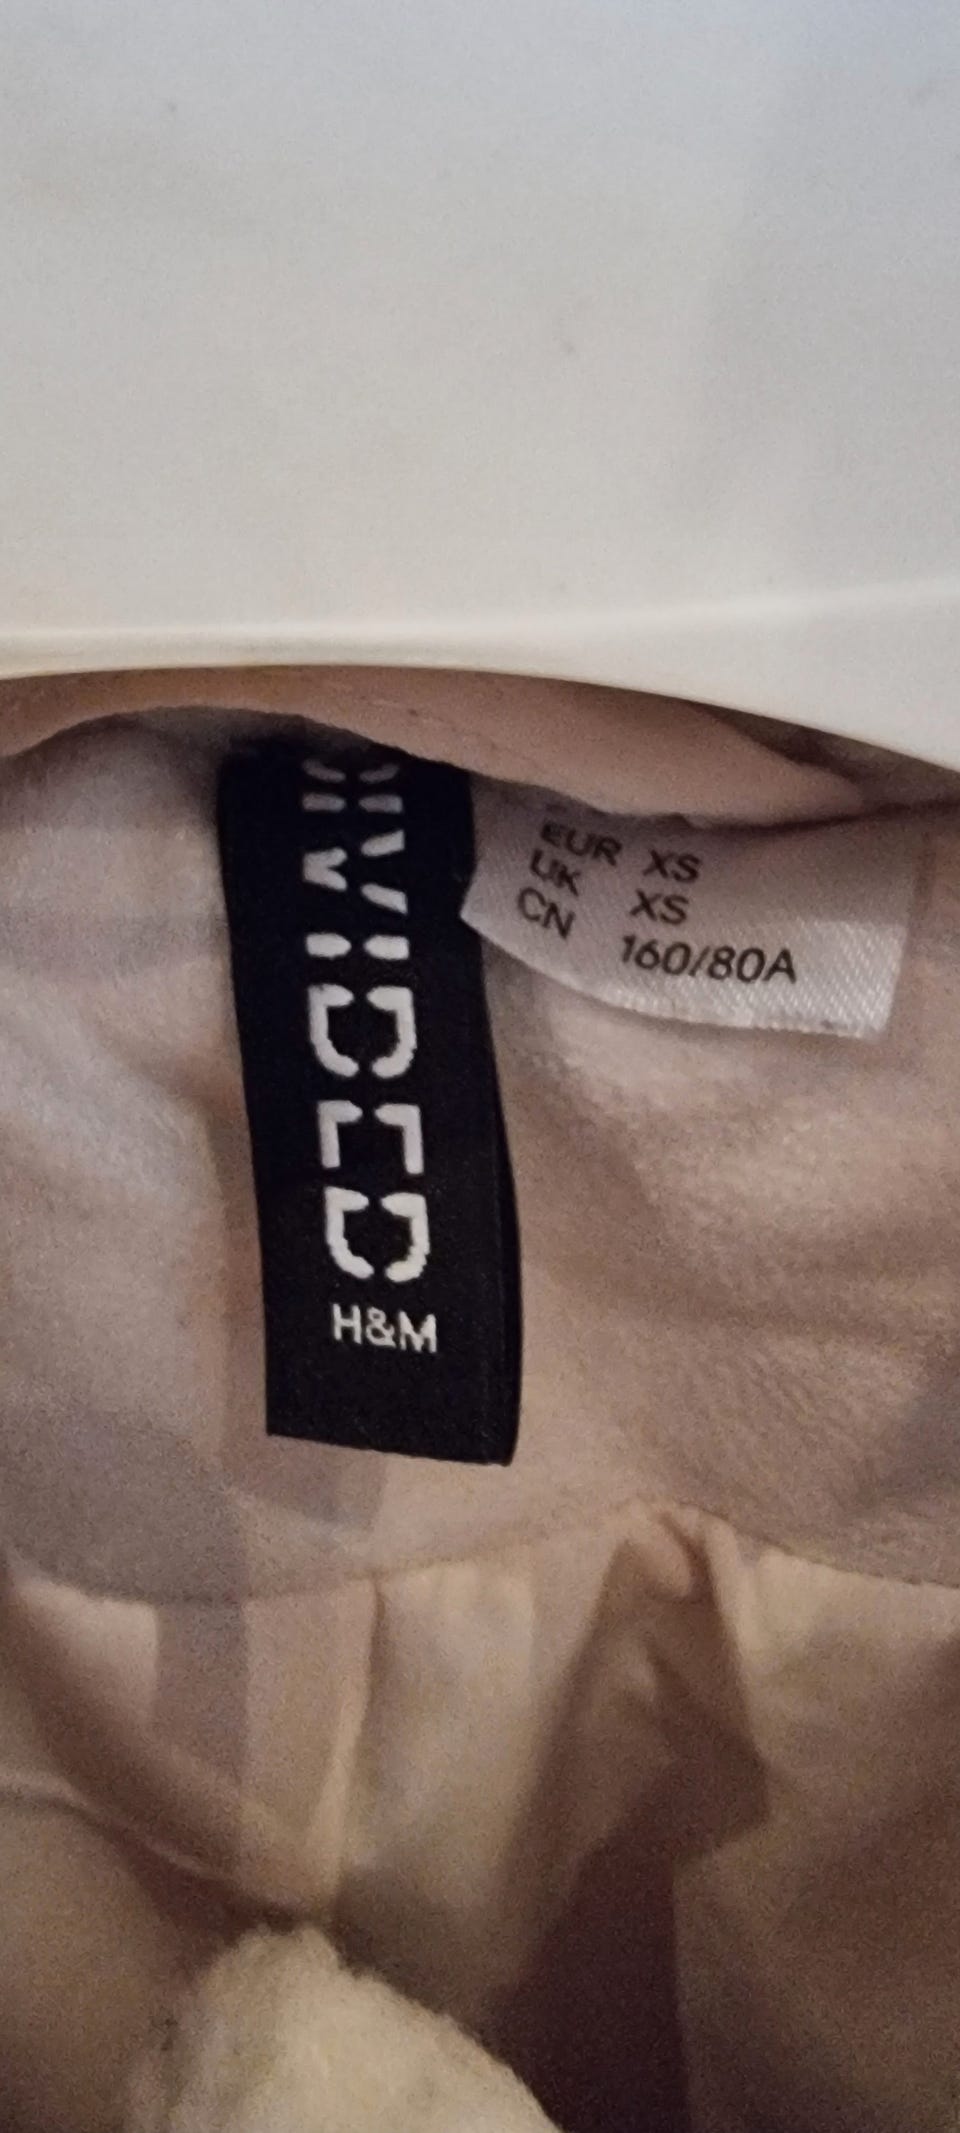 DIVIDED
H&M
EUR XS
UK XS
CN 160/80A